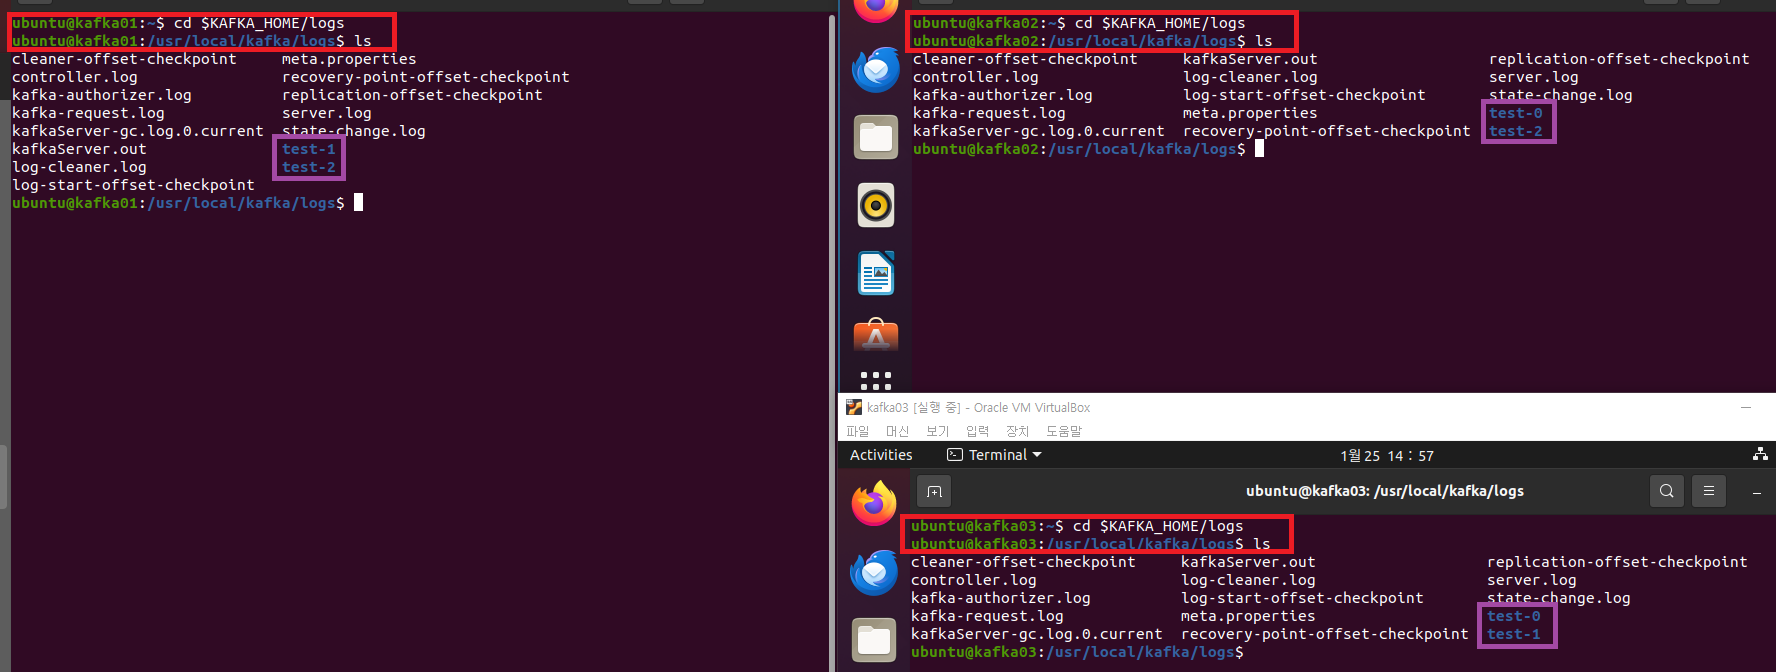 ubuntu@kafka01:~$ cd $KAFKA_HOME/logs
ubuntu@kafka01:/usr/local/kafka/logs$ ls
cleaner-offset-checkpoint meta.properties
controller.log recovery-point-offset-checkpoint
kafka-authorizer.log replication-offset-checkpoint
kafka-request.log server.log
kafkaServer-gc.log.0.current state-change.log
kafkaServer.out test-1
log-cleaner.log test-2
log-start-offset-checkpoint
ubuntu@kafka01:/usr/local/kafka/logs$
ubuntu@kafka02:~$ cd $KAFKA_HOME/logs
ubuntu@kafka02:/usr/local/kafka/logs$ ls
cleaner-offset-checkpoint kafkaServer.out replication-offset-checkpoint
controller.log log-cleaner.log server.log
kafka-authorizer.log log-start-offset-checkpoint state-change.log
kafka-request.log meta.properties test-0
kafkaServer-gc.log.0.current recovery-point-offset-checkpoint test-2
ubuntu@kafka02:/usr/local/kafka/logs$
kafka03 [실행 중] - Oracle VM VirtualBox
파일 머신 보기 입력 장치 도움말
Activities Terminal 1월 25 14 : 57
ubuntu@kafka03: /usr/local/kafka/logs
ubuntu@kafka03:~$ cd $KAFKA_HOME/logs
ubuntu@kafka03:/usr/local/kafka/logs$ ls
cleaner-offset-checkpoint kafkaServer.out replication-offset-checkpoint
controller.log log-cleaner.log server.log
kafka-authorizer.log log-start-offset-checkpoint state-change.log
kafka-request.log meta.properties test-0
kafkaServer-gc.log.0.current recovery-point-offset-checkpoint test-1
ubuntu@kafka03:/usr/local/kafka/logs$